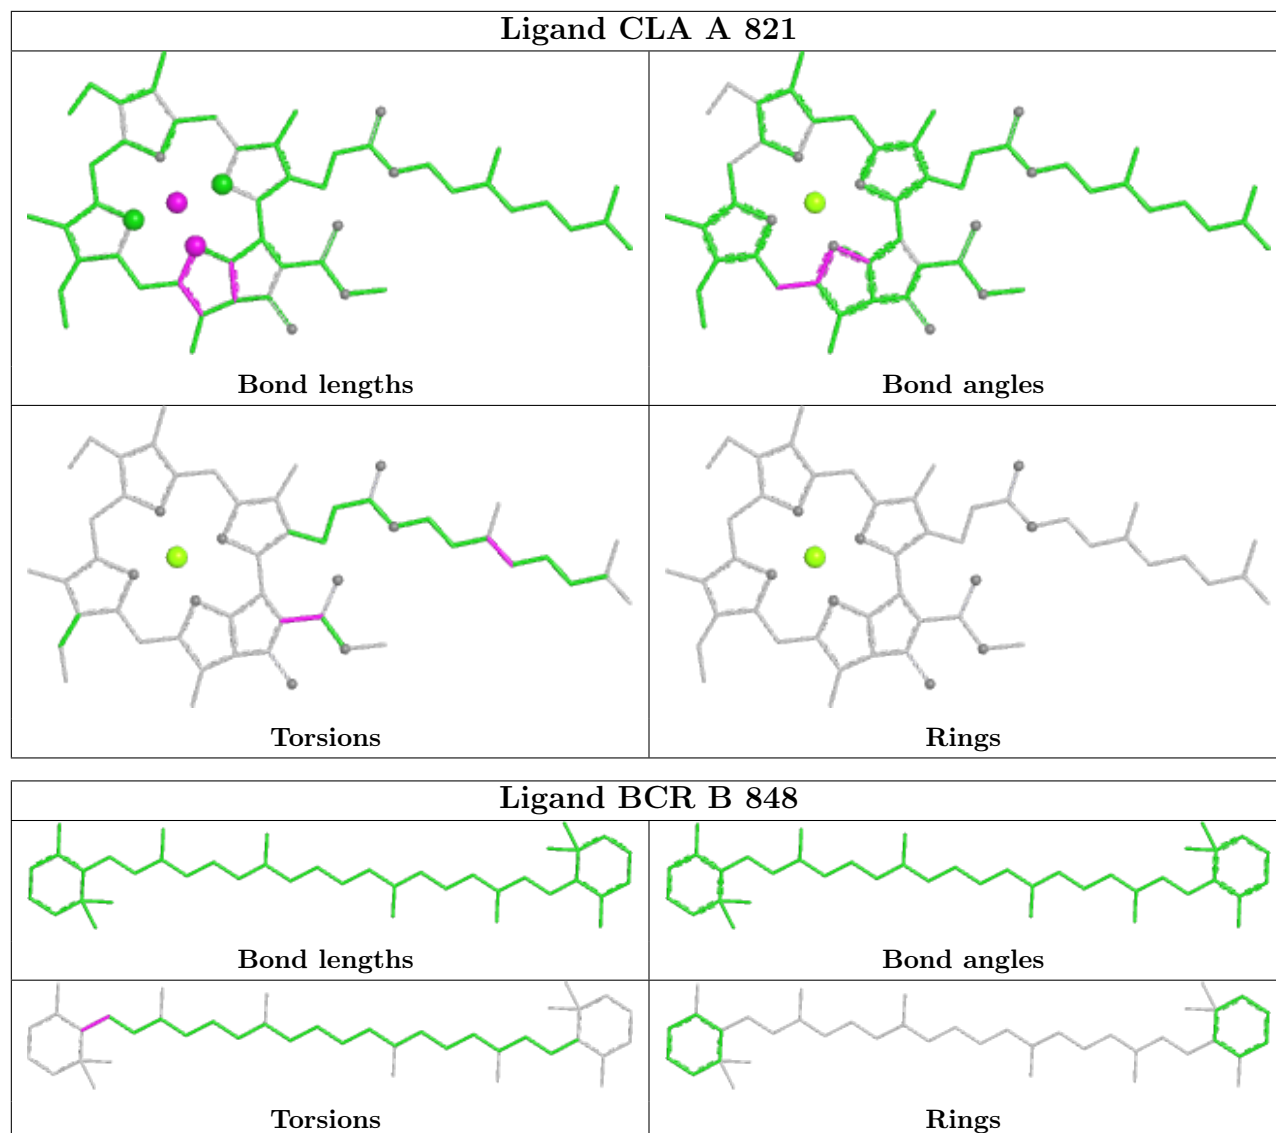 Ligand CLA A 821
Bond lengths
Bond angles
Torsions
Rings
Ligand BCR B 848
Bond lengths
Bond angles
Torsions
Rings